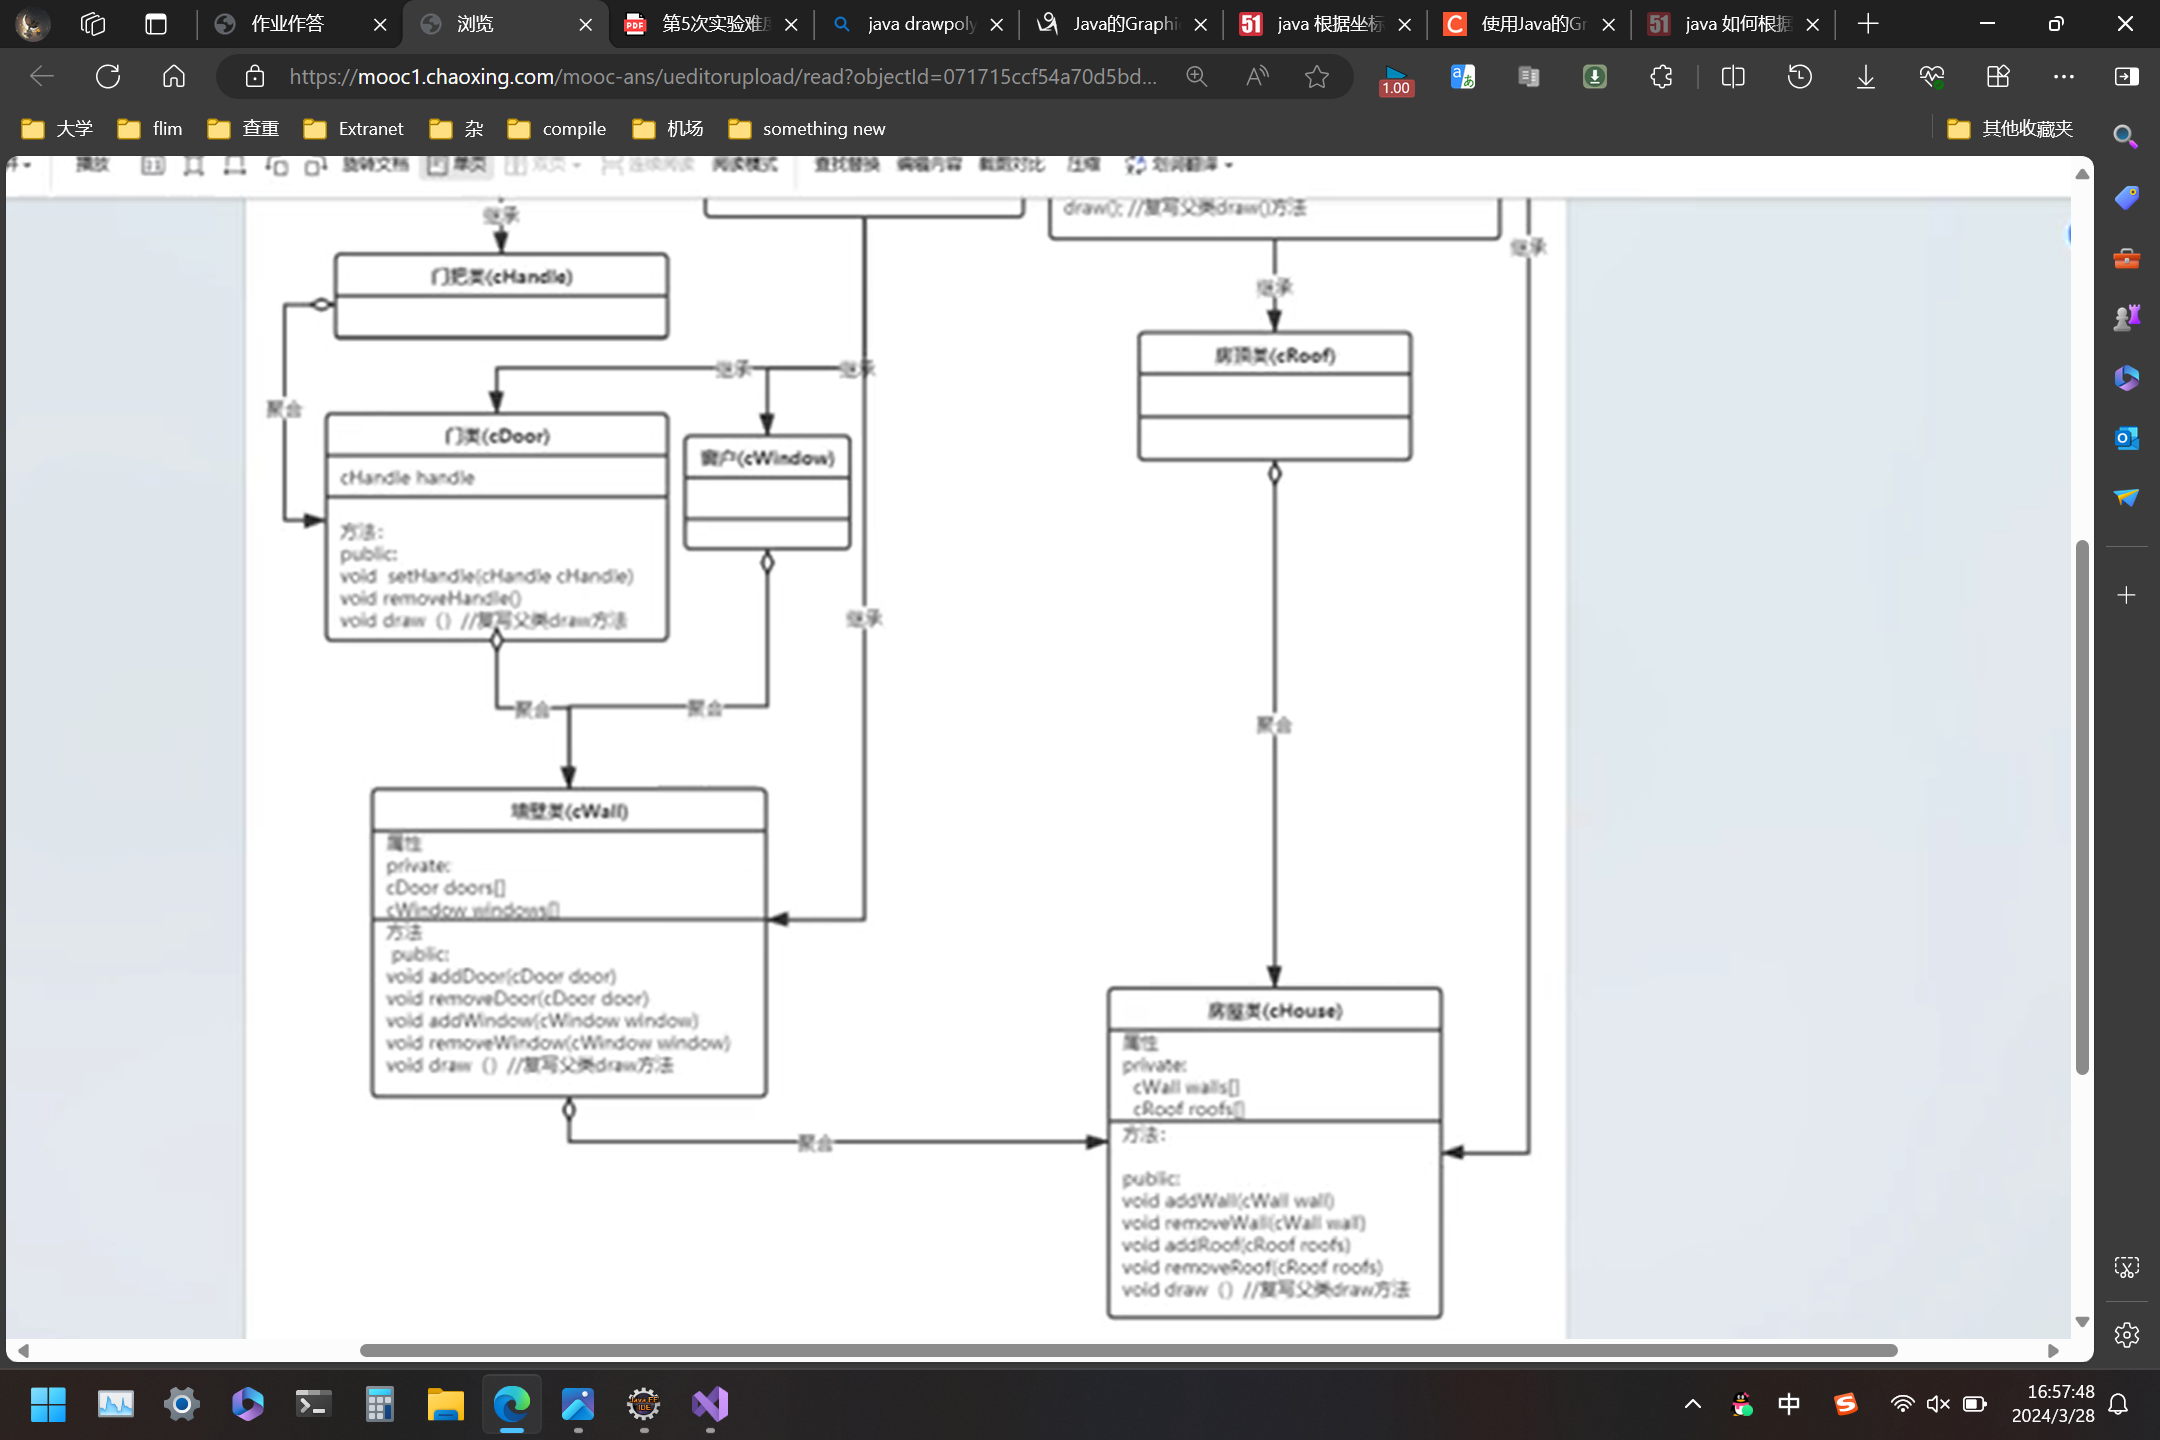 作业作答
浏览
第5次实验难度
java drawpoly
Java的Graphi
java 根据坐标
使用Java的Gr
java 如何根据
https://mooc1.chaoxing.com/mooc-ans/ueditorupload/read?objectId=071715ccf54a70d5bd...
1.00
大学
flim
查重
Extranet
杂
compile
机场
something new
其他收藏夹
播放
旋转文档
单页
双页
连续阅读
阅读模式
查找替换
编辑内容
截图对比
压缩
划词翻译
继承
draw(); //复写父类draw()方法
继承
门把类(cHandle)
继承
房顶类(cRoof)
继承
继承
聚合
门类(cDoor)
cHandle handle
方法：
public:
void setHandle(cHandle cHandle)
void removeHandle()
void draw（）//复写父类draw方法
窗户(cWindow)
继承
聚合
聚合
聚合
墙壁类(cWall)
属性
private:
cDoor doors[]
cWindow windows[]
方法
public:
void addDoor(cDoor door)
void removeDoor(cDoor door)
void addWindow(cWindow window)
void removeWindow(cWindow window)
void draw（）//复写父类draw方法
聚合
房屋类(cHouse)
属性
private:
cWall walls[]
cRoof roofs[]
方法：
public:
void addWall(cWall wall)
void removeWall(cWall wall)
void addRoof(cRoof roofs)
void removeRoof(cRoof roofs)
void draw（）//复写父类draw方法
中
16:57:48
2024/3/28